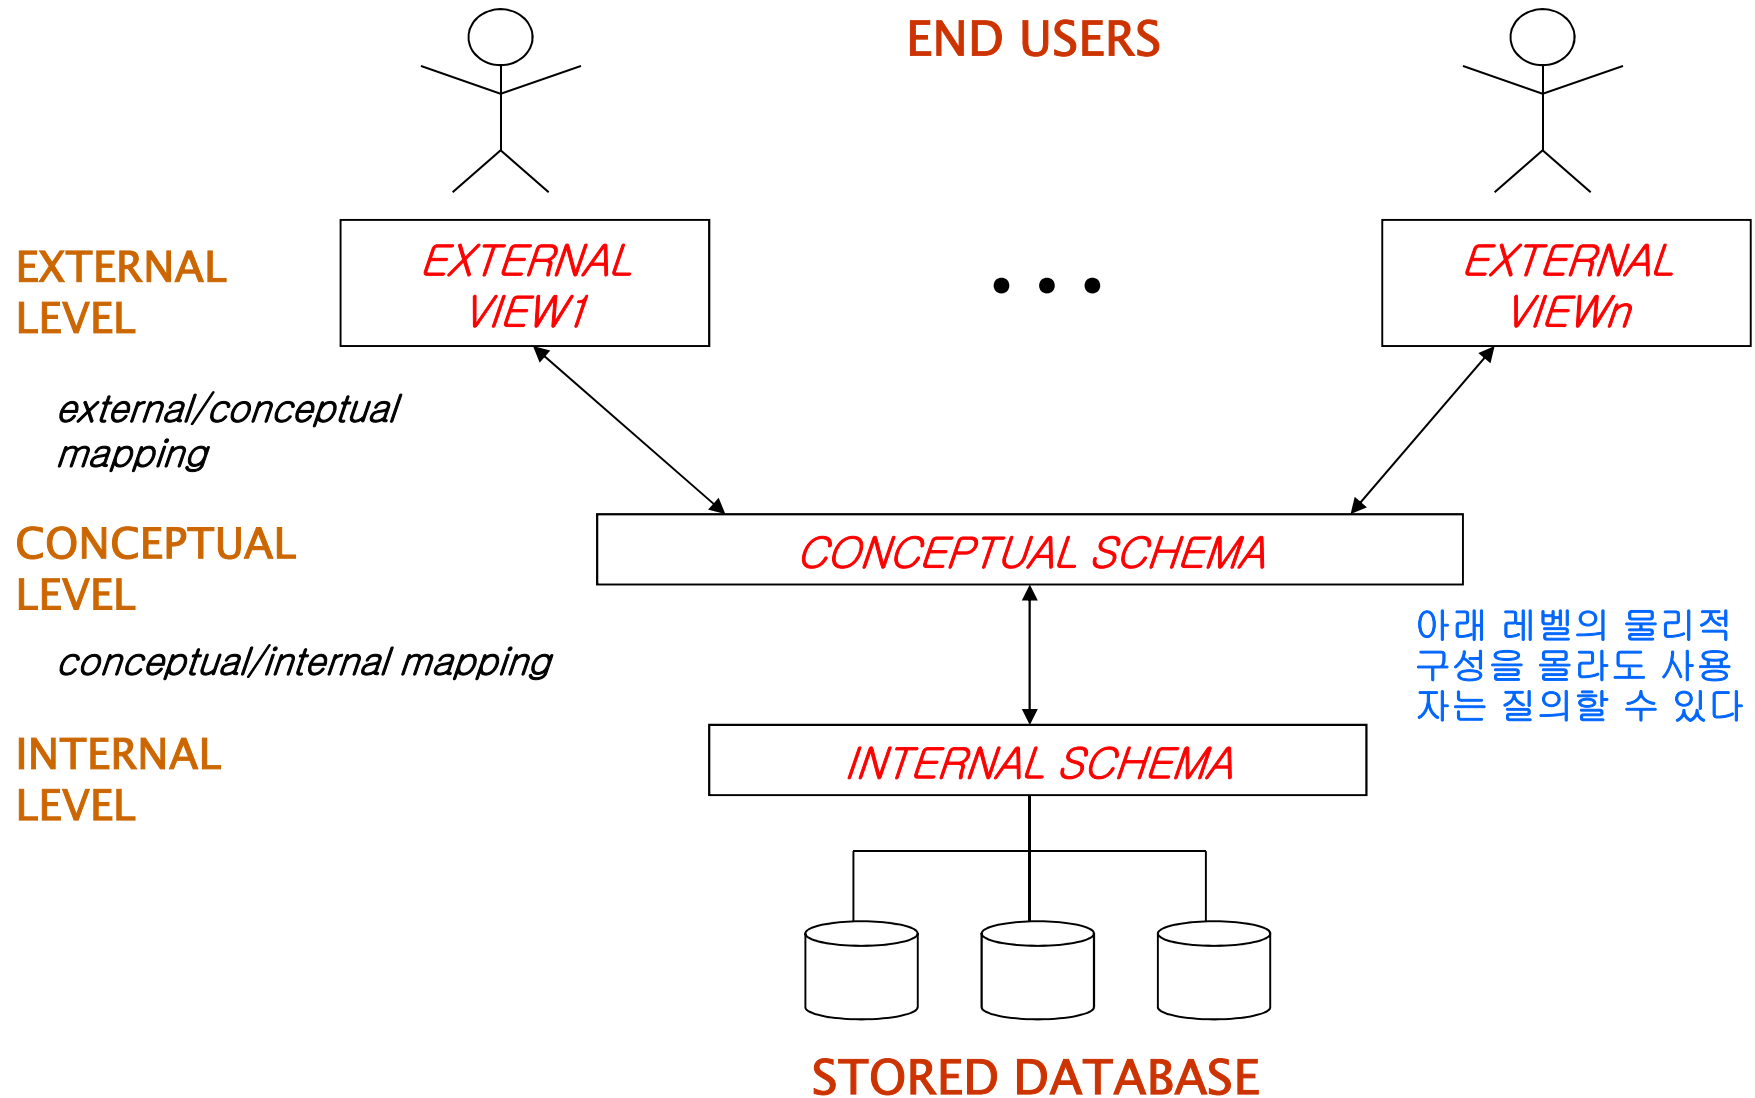 END USERS
EXTERNAL
LEVEL
EXTERNAL
VIEW1
EXTERNAL
VIEWn
external/conceptual
mapping
CONCEPTUAL
LEVEL
CONCEPTUAL SCHEMA
아래 레벨의 물리적
구성을 몰라도 사용
자는 질의할 수 있다
conceptual/internal mapping
INTERNAL
LEVEL
INTERNAL SCHEMA
STORED DATABASE